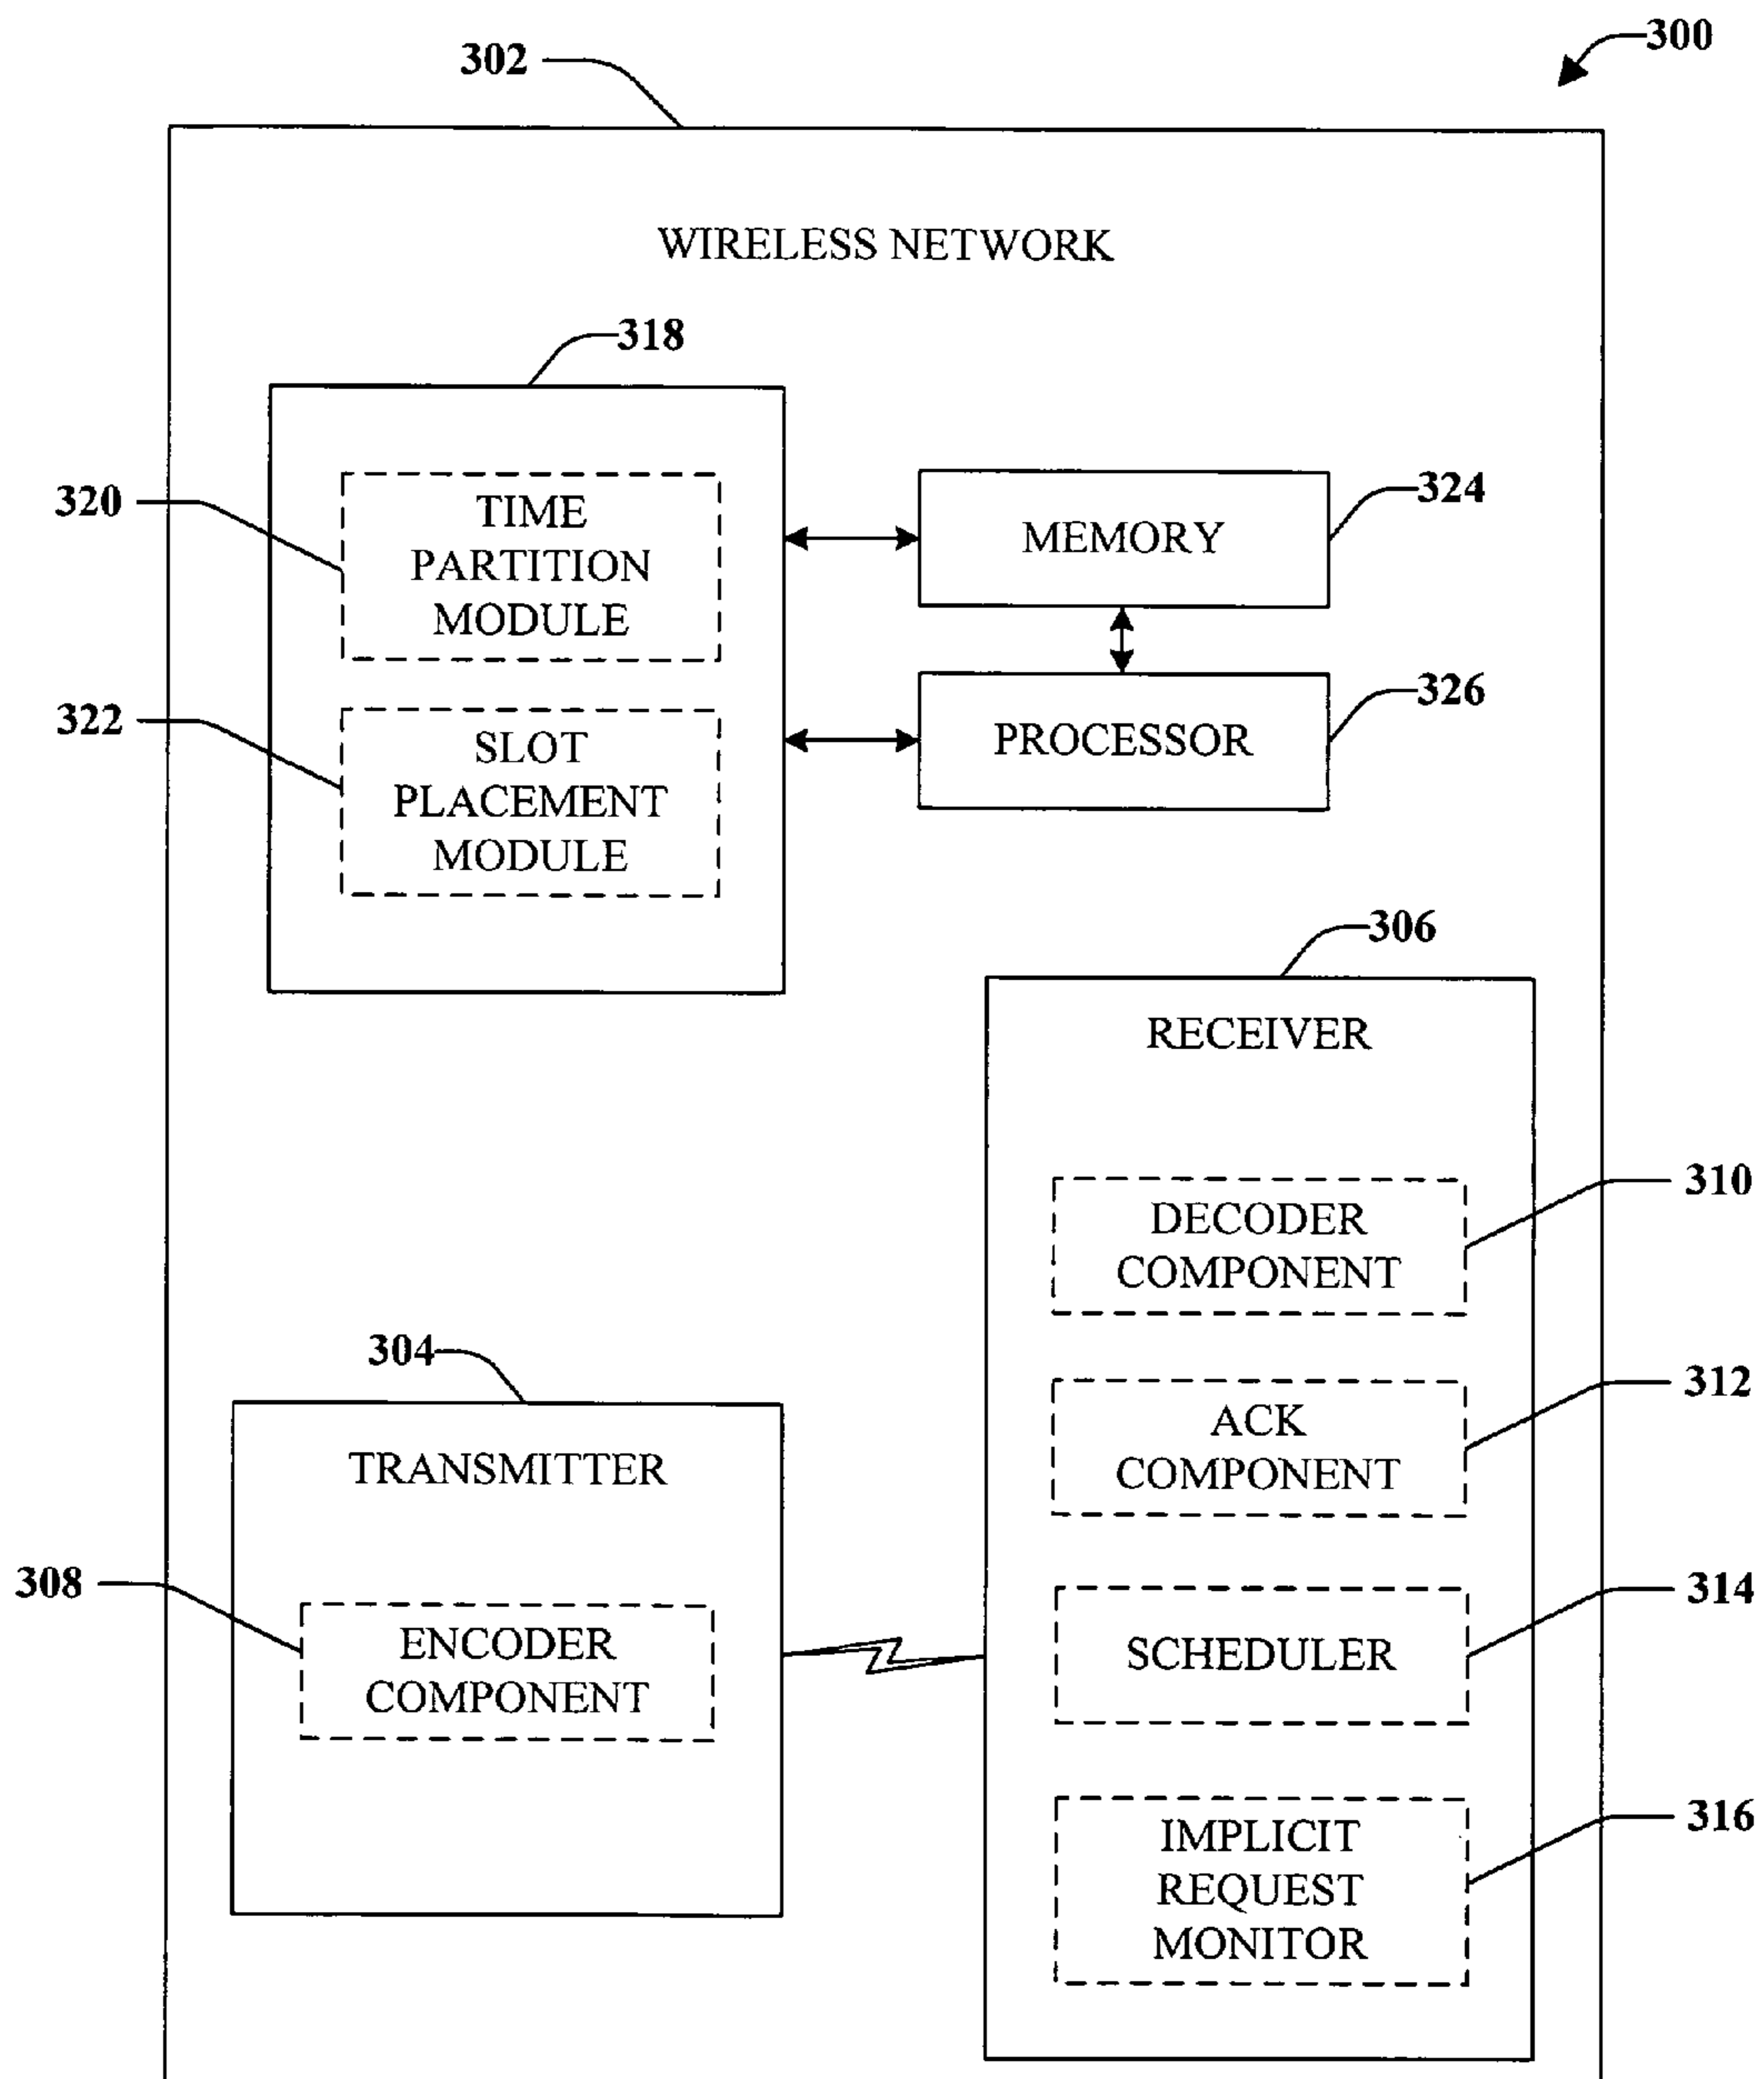 300
302
WIRELESS NETWORK
318
320
TIME
PARTITION
MODULE
324
MEMORY
322
SLOT
PLACEMENT
MODULE
326
PROCESSOR
306
RECEIVER
310
DECODER
COMPONENT
304
TRANSMITTER
312
ACK
COMPONENT
308
ENCODER
COMPONENT
314
SCHEDULER
316
IMPLICIT
REQUEST
MONITOR